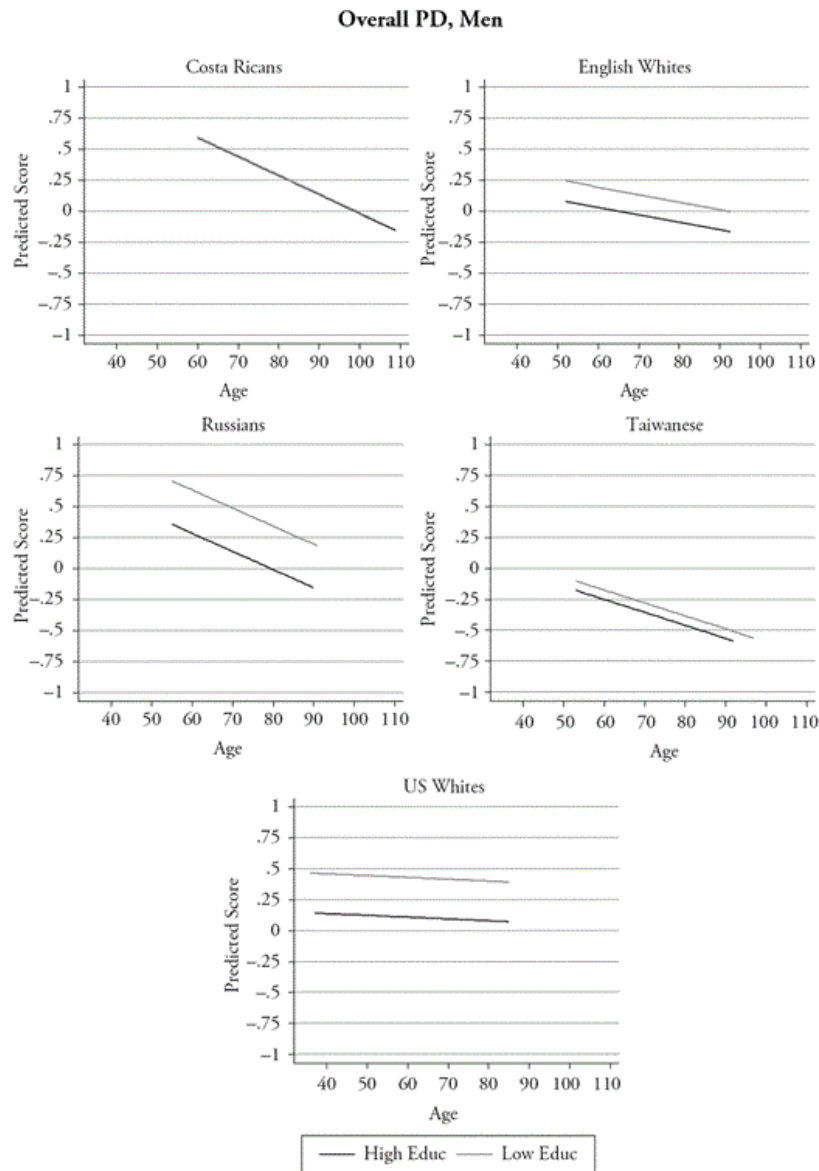 Overall PD, Men
Costa Ricans
1
.75
.5
.25
0
–.25
–.5
–.75
–1
Predicted Score
40 50 60 70 80 90 100 110
Age
English Whites
1
.75
.5
.25
0
–.25
–.5
–.75
–1
Predicted Score
40 50 60 70 80 90 100 110
Age
Russians
1
.75
.5
.25
0
–.25
–.5
–.75
–1
Predicted Score
40 50 60 70 80 90 100 110
Age
Taiwanese
1
.75
.5
.25
0
–.25
–.5
–.75
–1
Predicted Score
40 50 60 70 80 90 100 110
Age
US Whites
1
.75
.5
.25
0
–.25
–.5
–.75
–1
Predicted Score
40 50 60 70 80 90 100 110
Age
High Educ Low Educ